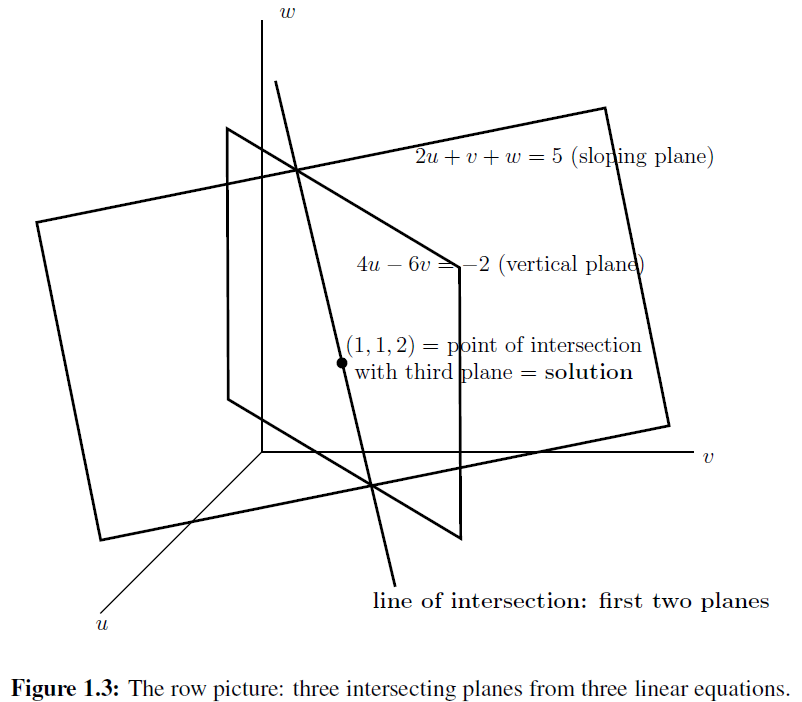 w
2u + v + w = 5 (sloping plane)
4u − 6v = −2 (vertical plane)
(1, 1, 2) = point of intersection
with third plane = solution
v
line of intersection: first two planes
u
Figure 1.3: The row picture: three intersecting planes from three linear equations.